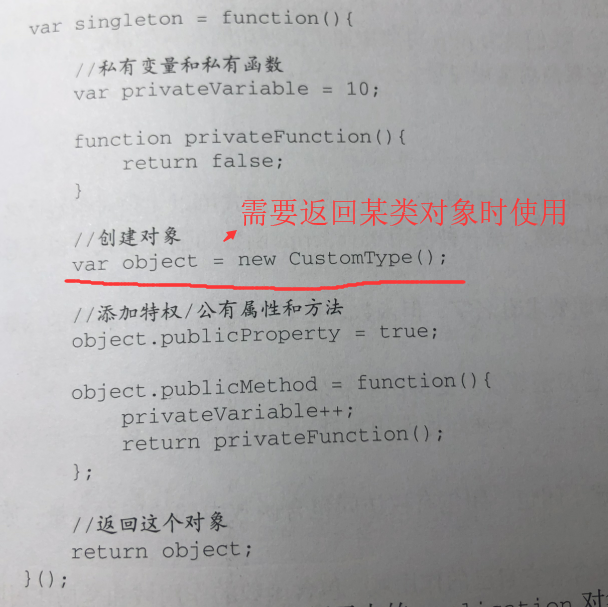 var singleton = function(){
//私有变量和私有函数
var privateVariable = 10;
function privateFunction(){
return false;
}
需要返回某类对象时使用
//创建对象
var object = new CustomType();
//添加特权/公有属性和方法
object.publicProperty = true;
object.publicMethod = function(){
privateVariable++;
return privateFunction();
};
//返回这个对象
return object;
}();